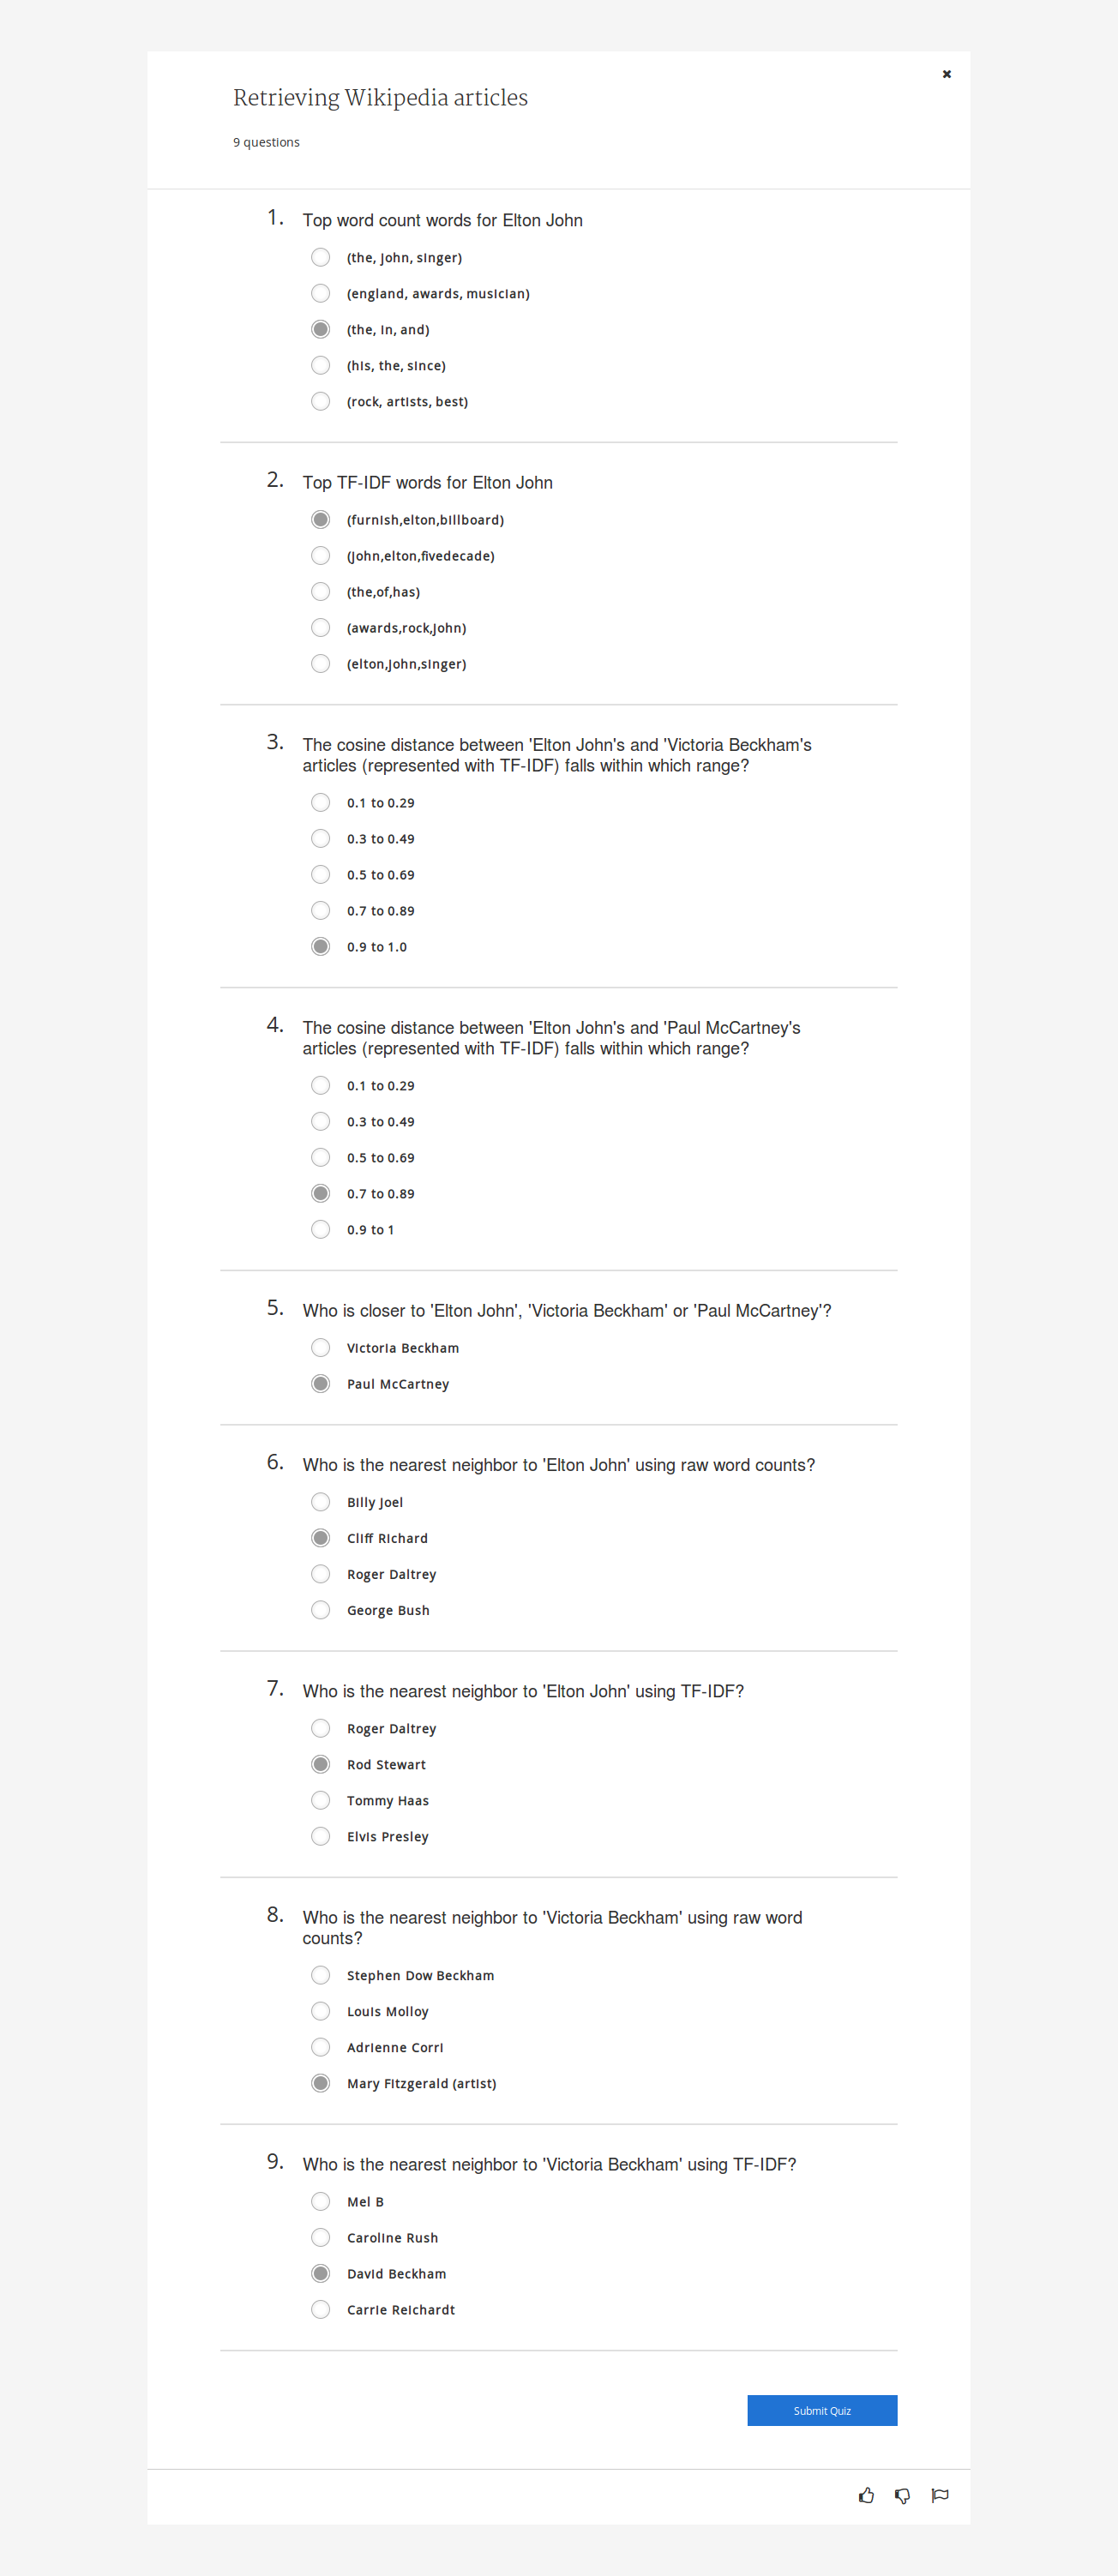 Retrieving Wikipedia articles
9 questions
1. Top word count words for Elton John
(the, john, singer)
(england, awards, musician)
(the, in, and)
(his, the, since)
(rock, artists, best)
2. Top TF-IDF words for Elton John
(furnish,elton,billboard)
(john,elton,fivedecade)
(the,of,has)
(awards,rock,john)
(elton,john,singer)
3. The cosine distance between 'Elton John's and 'Victoria Beckham's
articles (represented with TF-IDF) falls within which range?
0.1 to 0.29
0.3 to 0.49
0.5 to 0.69
0.7 to 0.89
0.9 to 1.0
4. The cosine distance between 'Elton John's and 'Paul McCartney's
articles (represented with TF-IDF) falls within which range?
0.1 to 0.29
0.3 to 0.49
0.5 to 0.69
0.7 to 0.89
0.9 to 1
5. Who is closer to 'Elton John', 'Victoria Beckham' or 'Paul McCartney'?
Victoria Beckham
Paul McCartney
6. Who is the nearest neighbor to 'Elton John' using raw word counts?
Billy Joel
Cliff Richard
Roger Daltrey
George Bush
7. Who is the nearest neighbor to 'Elton John' using TF-IDF?
Roger Daltrey
Rod Stewart
Tommy Haas
Elvis Presley
8. Who is the nearest neighbor to 'Victoria Beckham' using raw word
counts?
Stephen Dow Beckham
Louis Molloy
Adrienne Corri
Mary Fitzgerald (artist)
9. Who is the nearest neighbor to 'Victoria Beckham' using TF-IDF?
Mel B
Caroline Rush
David Beckham
Carrie Reichardt
Submit Quiz